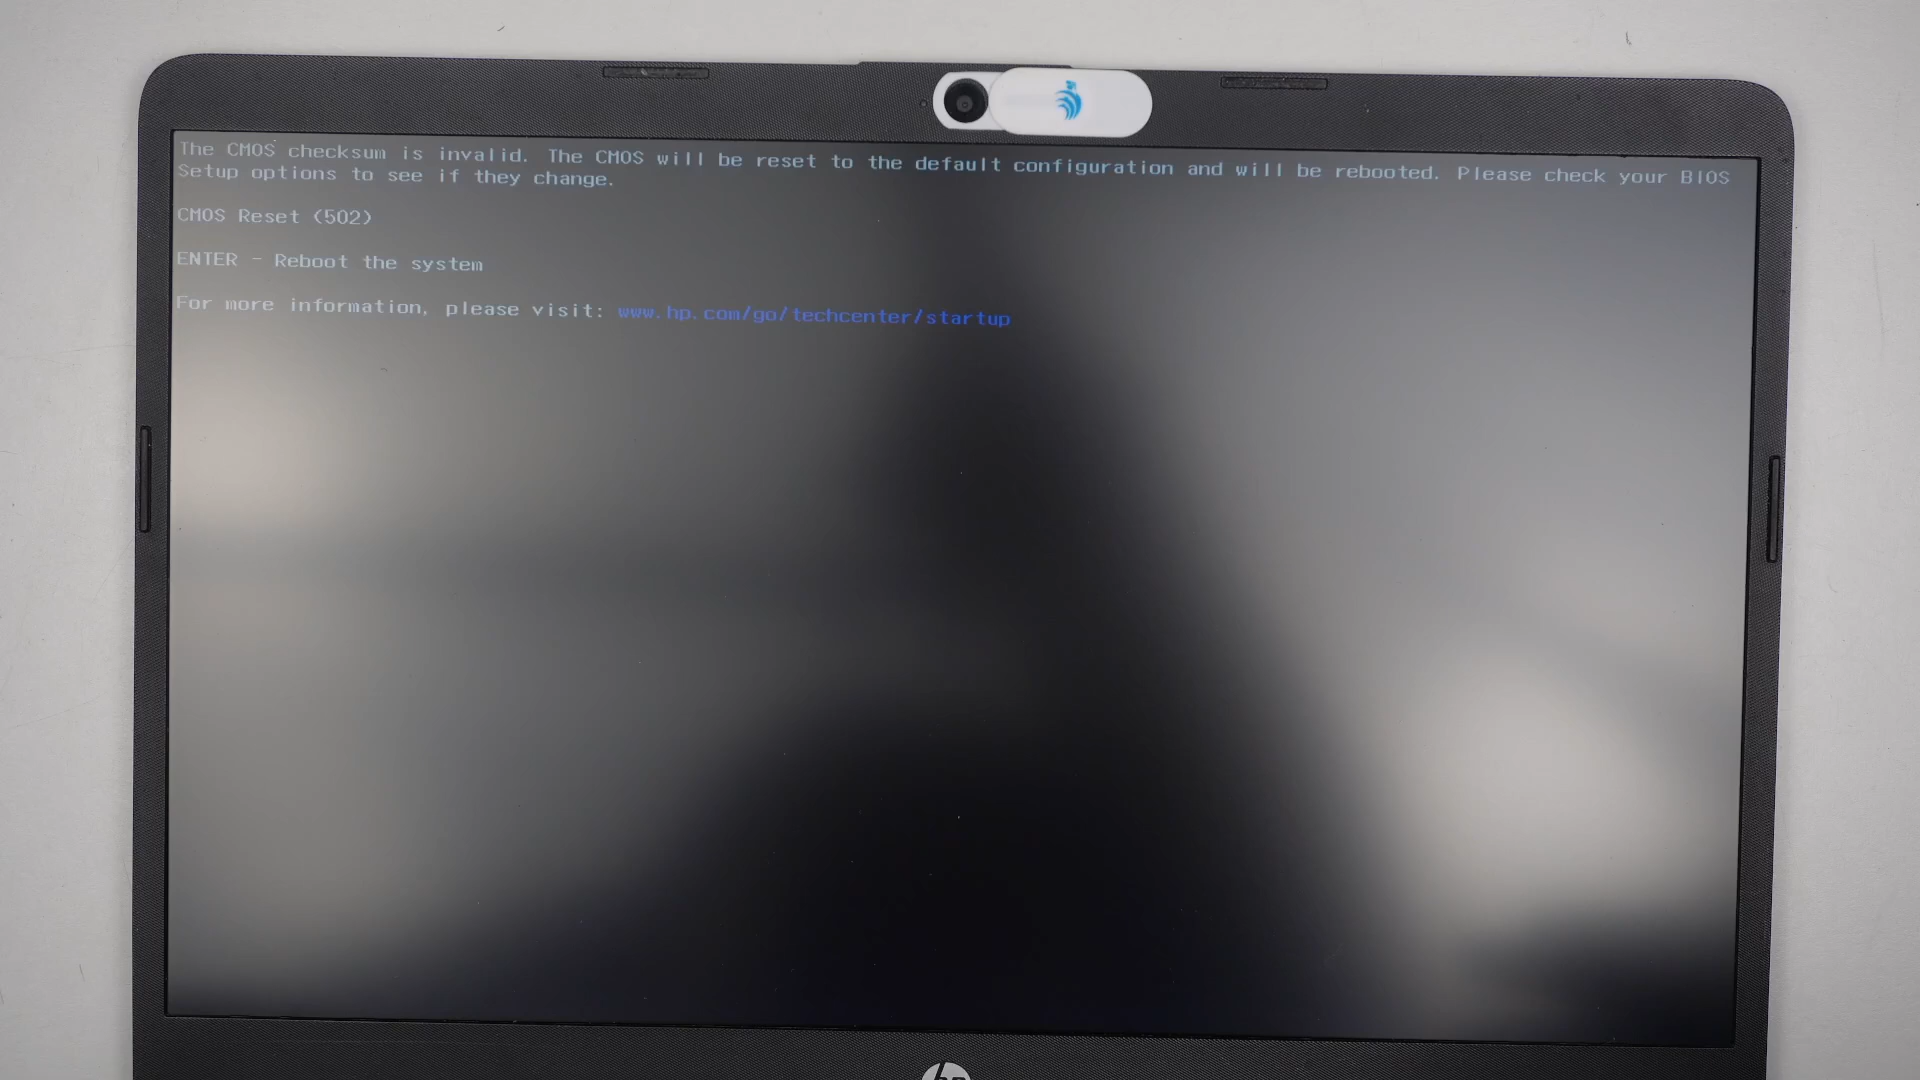 The CMOS checksum is invalid. The CMOS will be reset to the default configuration and will be rebooted. Please check your BIOS
Setup options to see if they change.
CMOS Reset (502)
ENTER - Reboot the system
For more information, please visit: www.hp.com/go/techcenter/startup
hp